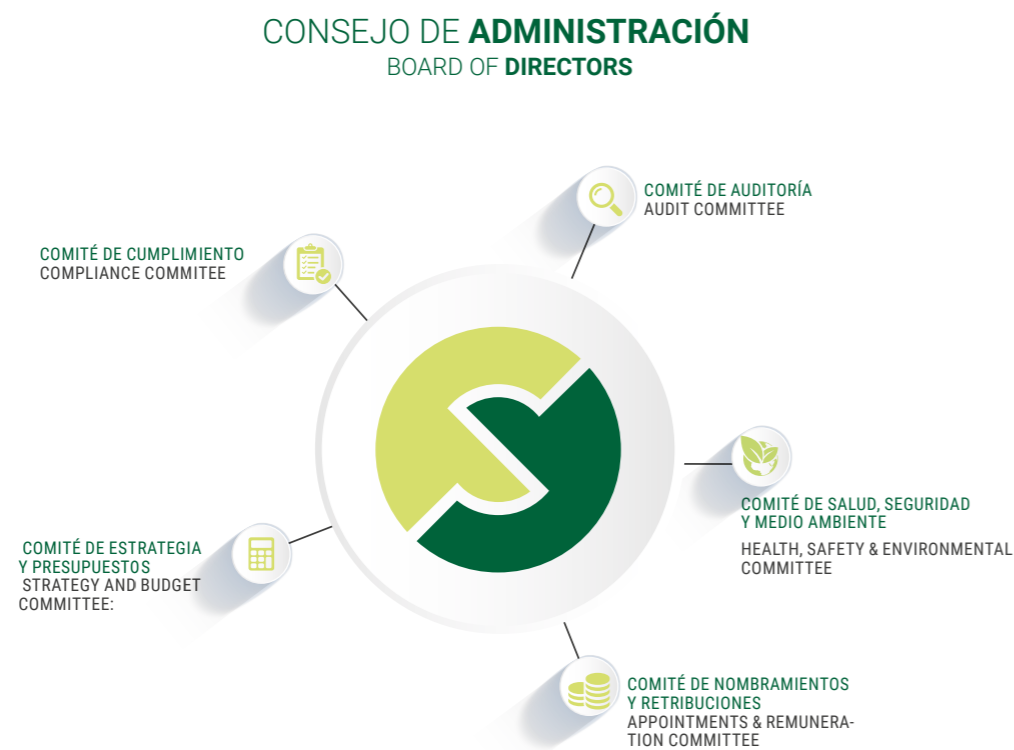 CONSEJO DE ADMINISTRACIÓN
BOARD OF DIRECTORS
COMITÉ DE AUDITORÍA
AUDIT COMMITTEE
COMITÉ DE CUMPLIMIENTO
COMPLIANCE COMMITEE
COMITÉ DE SALUD, SEGURIDAD
Y MEDIO AMBIENTE
HEALTH, SAFETY & ENVIRONMENTAL
COMMITTEE
COMITÉ DE ESTRATEGIA
Y PRESUPUESTOS
STRATEGY AND BUDGET
COMMITTEE:
COMITÉ DE NOMBRAMIENTOS
Y RETRIBUCIONES
APPOINTMENTS & REMUNERA-
TION COMMITTEE